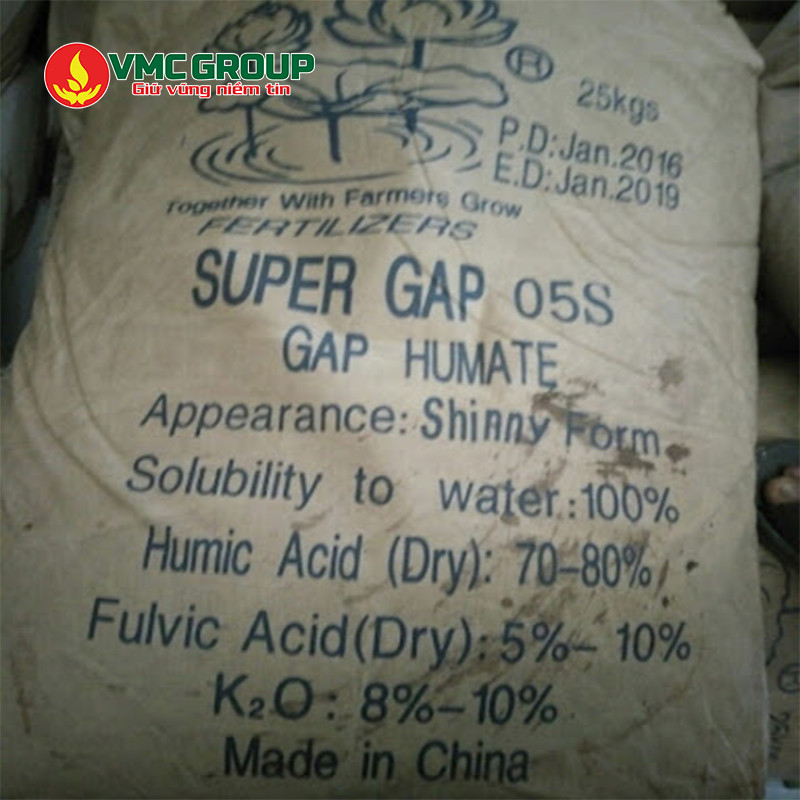 VMC GROUP
Giữ vững niềm tin
®
25kgs
P.D:Jan.2016
E.D:Jan.2019
Together With Farmers Grow
FERTILIZERS
SUPER GAP 05S
GAP HUMATE
Appearance: Shinny Form
Solubility to water.:100%
Humic Acid (Dry): 70-80%
Fulvic Acid(Dry):5%-10%
K₂O: 8%-10%
Made in China